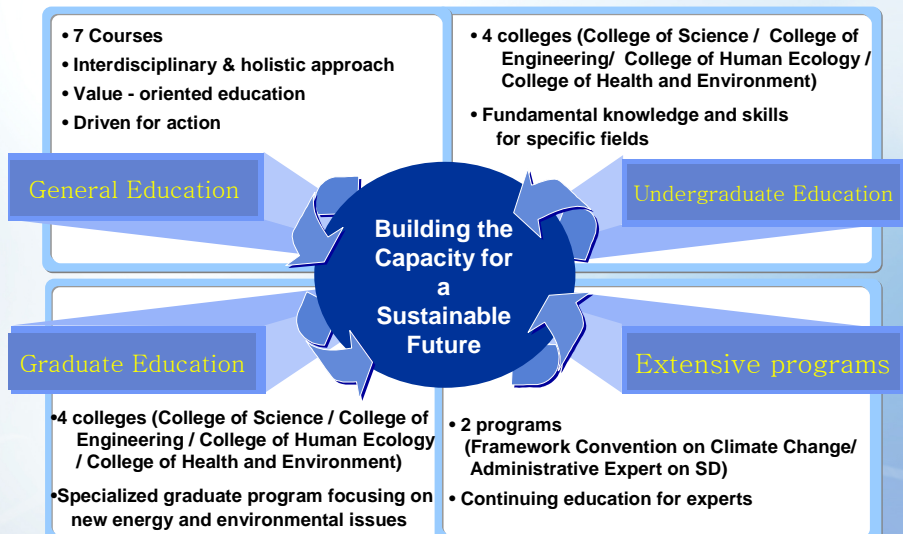 • 7 Courses
• Interdisciplinary & holistic approach
• Value - oriented education
• Driven for action
General Education
• 4 colleges (College of Science / College of
Engineering/ College of Human Ecology /
College of Health and Environment)
• Fundamental knowledge and skills
for specific fields
Undergraduate Education
Building the
Capacity for
a
Sustainable
Future
Graduate Education
•4 colleges (College of Science / College of
Engineering / College of Human Ecology
/ College of Health and Environment)
•Specialized graduate program focusing on
new energy and environmental issues
Extensive programs
• 2 programs
(Framework Convention on Climate Change/
Administrative Expert on SD)
• Continuing education for experts